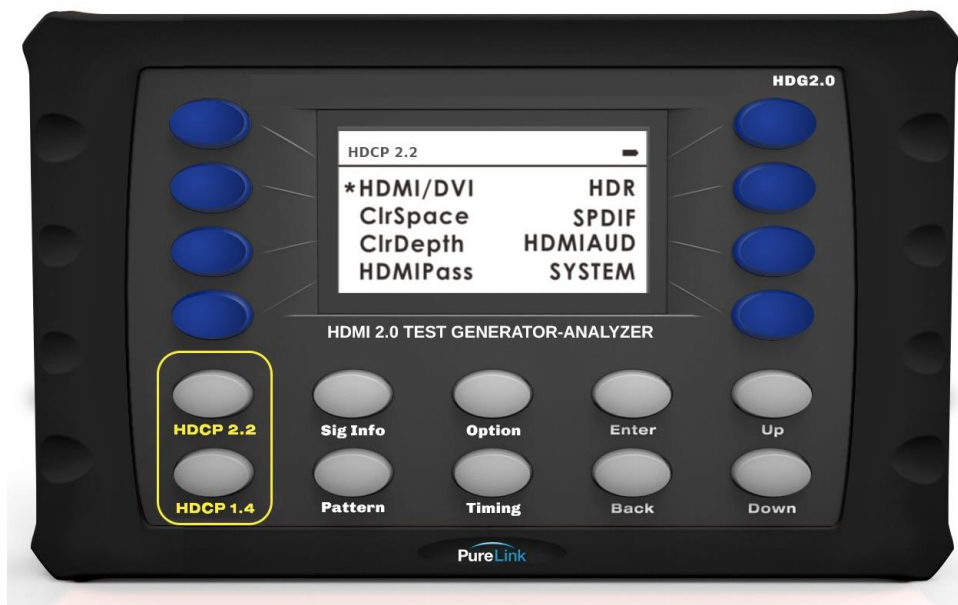 HDG2.0
HDCP 2.2
*HDMI/DVI HDR
ClrSpace SPDIF
ClrDepth HDMIAUD
HDMIPass SYSTEM
HDMI 2.0 TEST GENERATOR-ANALYZER
HDCP 2.2 Sig Info Option Enter Up
HDCP 1.4 Pattern Timing Back Down
PureLink